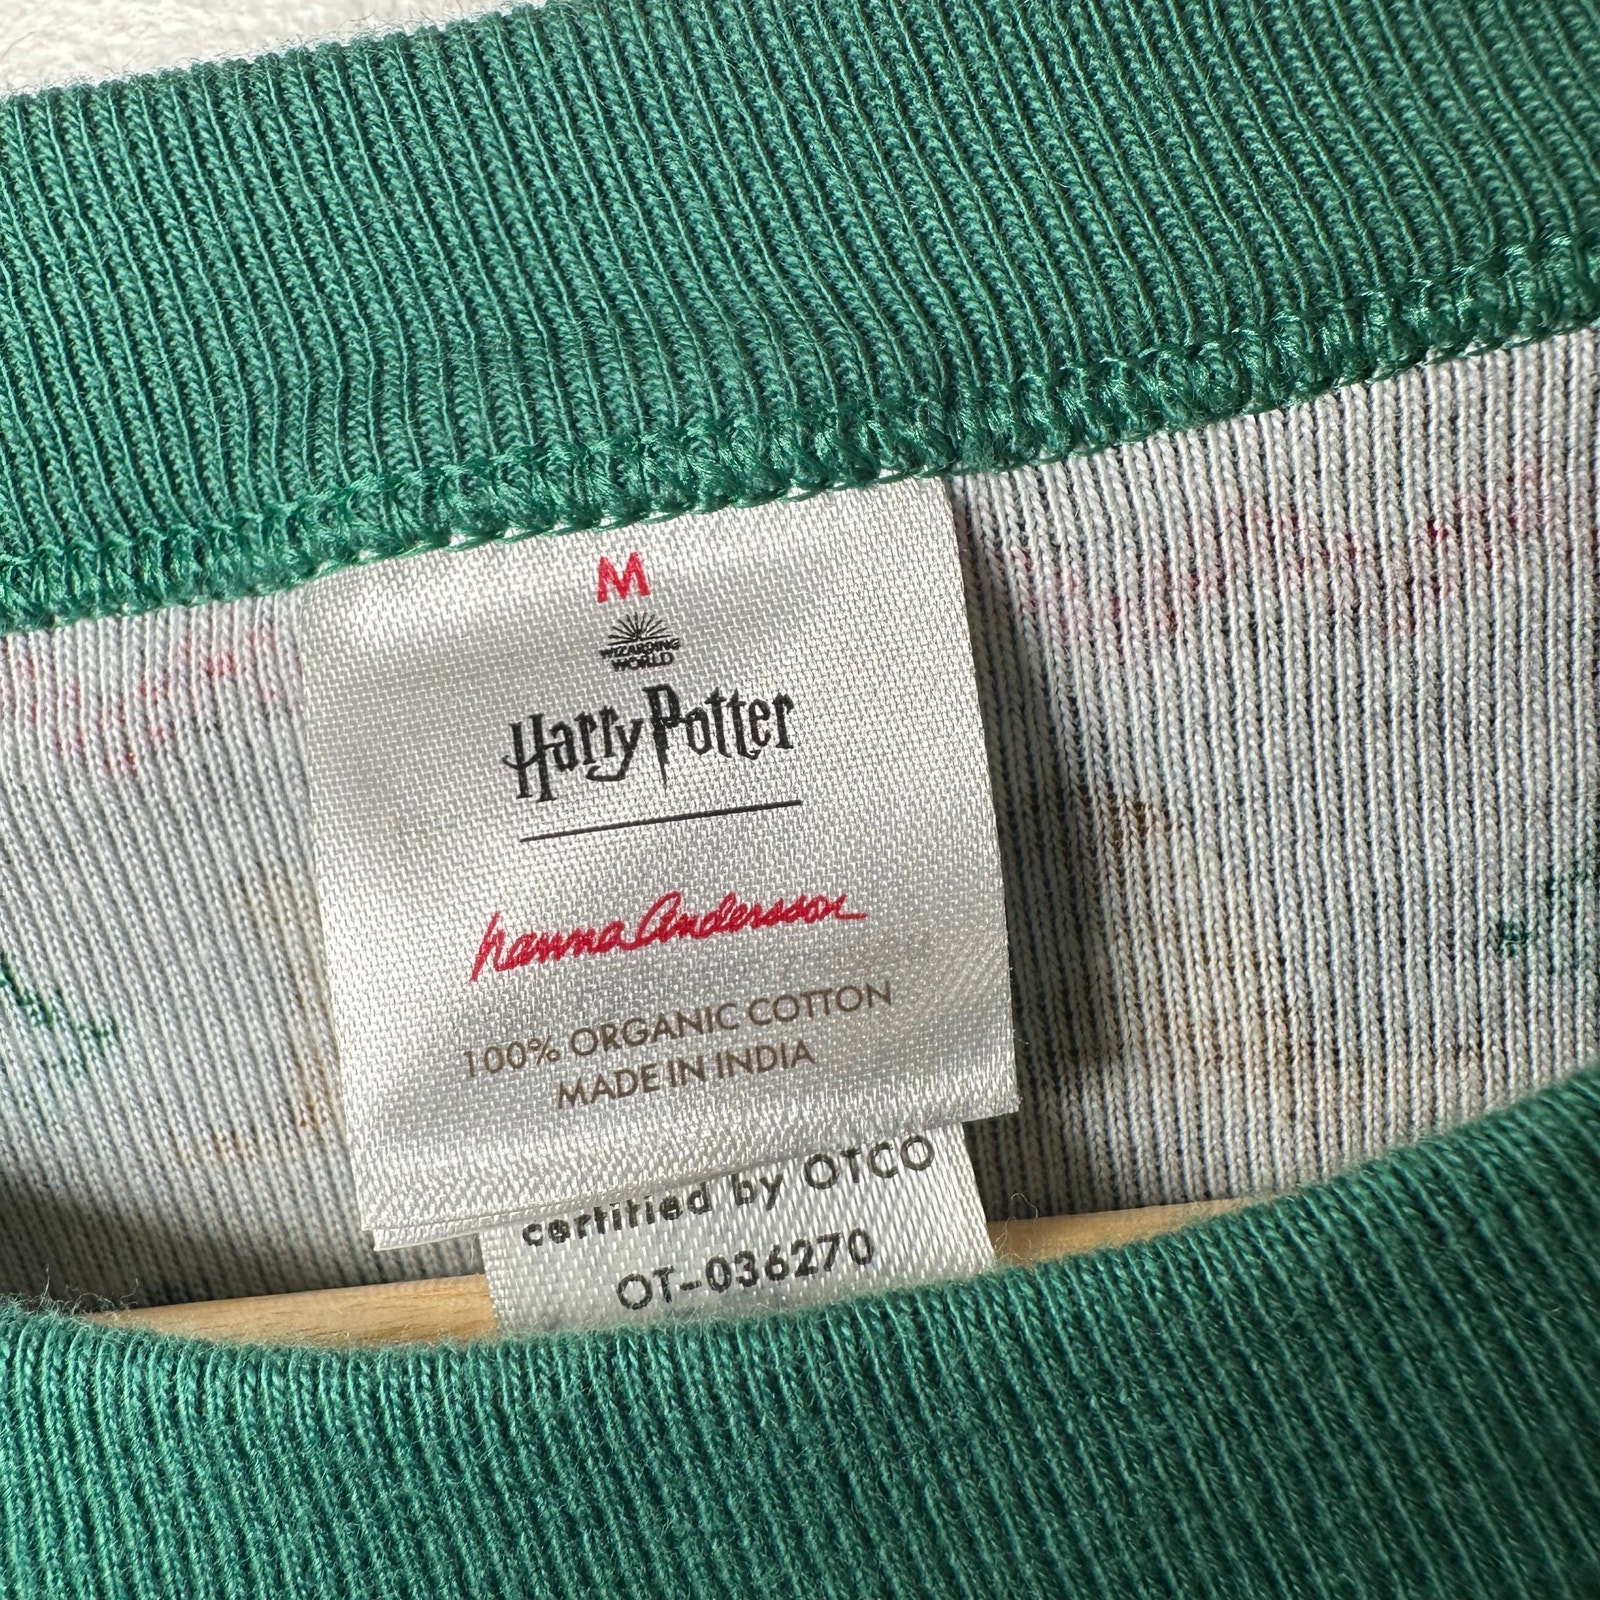 M
WIZARDING
WORLD
Harry Potter
hanna Andersson
100% ORGANIC COTTON
MADE IN INDIA
certified by OTCO
OT-036270